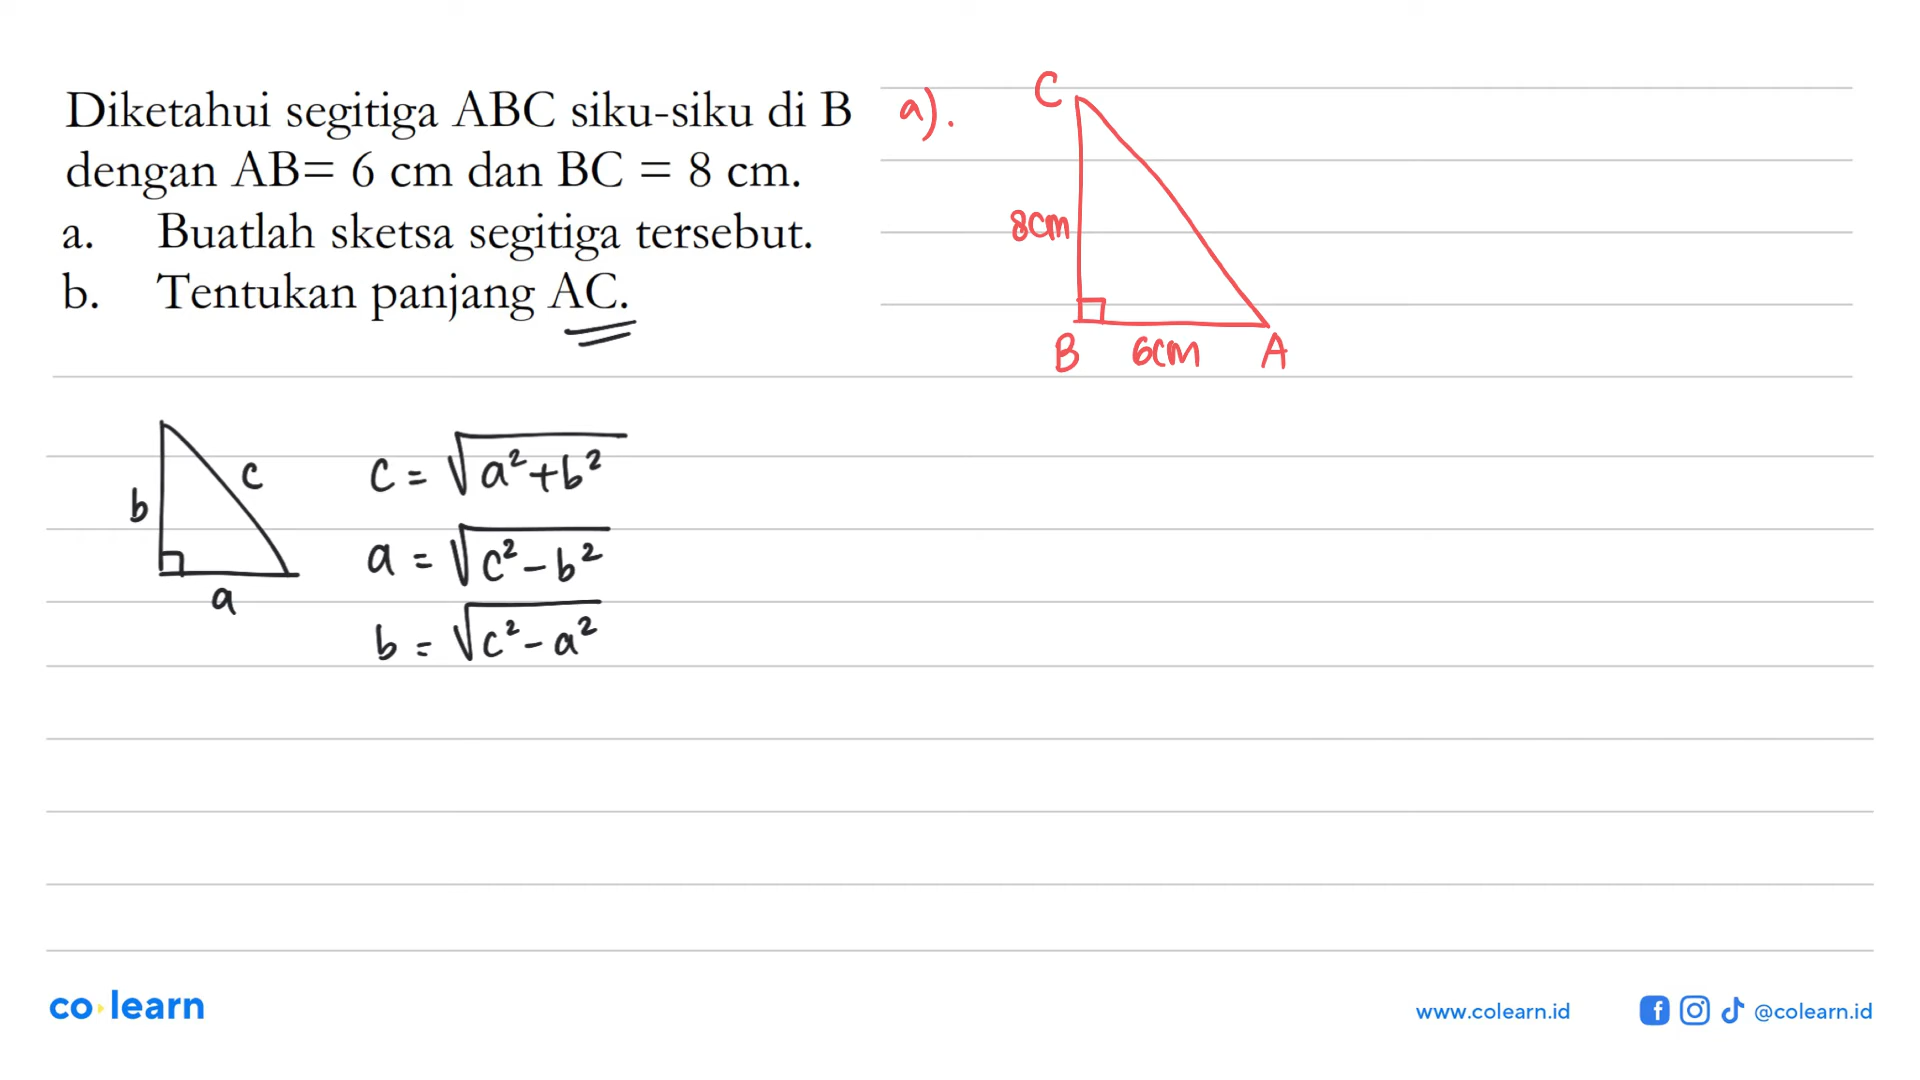 Diketahui segitiga ABC siku-siku di B
dengan AB= 6 cm dan BC = 8 cm.
a. Buatlah sketsa segitiga tersebut.
b. Tentukan panjang AC.
a).
C
8cm
B 6cm A
b
c
a
c = √a²+b²
a = √c²-b²
b = √c²-a²
co learn
www.colearn.id
@colearn.id